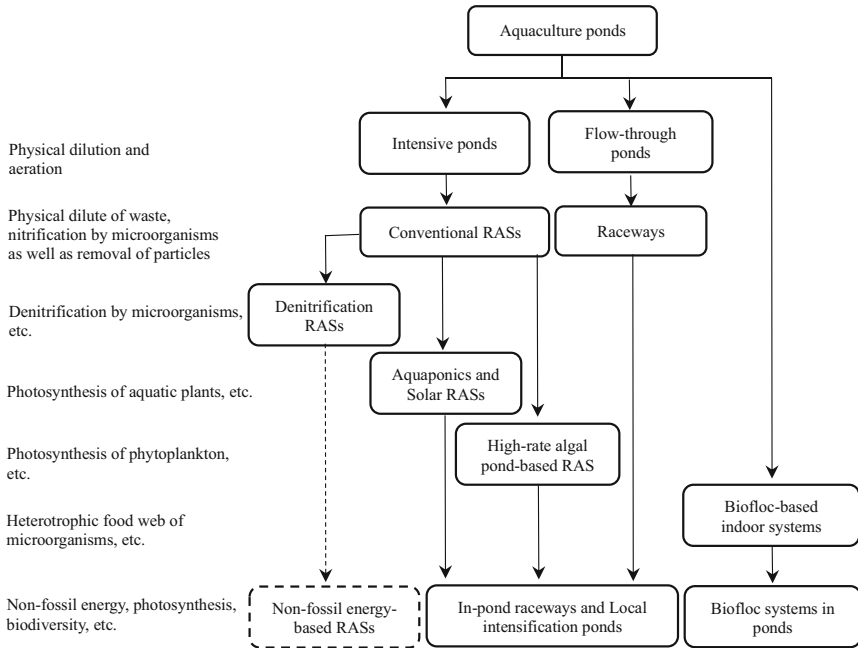 Aquaculture ponds
Physical dilution and
aeration
Intensive ponds
Flow-through
ponds
Physical dilute of waste,
nitrification by microorganisms
as well as removal of particles
Conventional RASs
Raceways
Denitrification by microorganisms,
etc.
Denitrification
RASs
Photosynthesis of aquatic plants, etc.
Aquaponics and
Solar RASs
Photosynthesis of phytoplankton,
etc.
High-rate algal
pond-based RAS
Heterotrophic food web of
microorganisms, etc.
Biofloc-based
indoor systems
Non-fossil energy, photosynthesis,
biodiversity, etc.
Non-fossil energy-
based RASs
In-pond raceways and Local
intensification ponds
Biofloc systems in
ponds